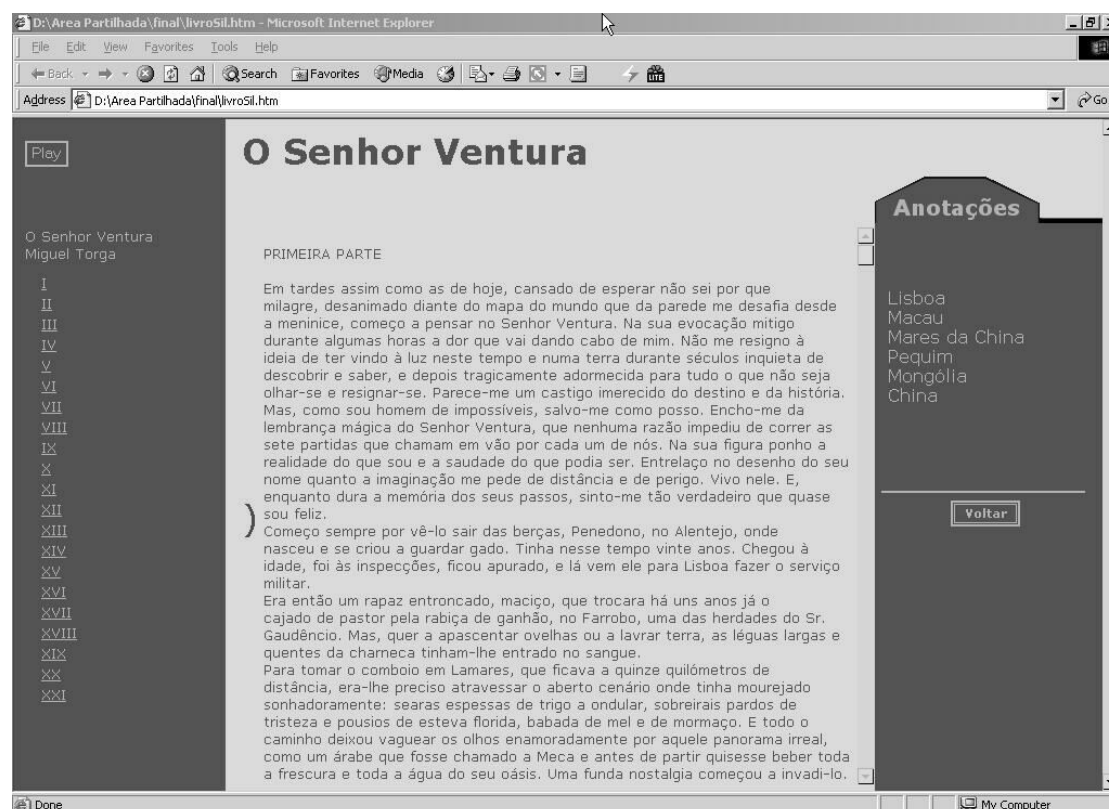 D:\Area Partilhada\final\livroSil.htm - Microsoft Internet Explorer
File Edit View Favorites Tools Help
Back Search Favorites Media
Address D:\Area Partilhada\final\livroSil.htm Go
Play
O Senhor Ventura
Miguel Torga
I
II
III
IV
V
VI
VII
VIII
IX
X
XI
XII
XIII
XIV
XV
XVI
XVII
XVIII
XIX
XX
XXI
O Senhor Ventura
PRIMEIRA PARTE
Em tardes assim como as de hoje, cansado de esperar não sei por que
milagre, desanimado diante do mapa do mundo que da parede me desafia desde
a meninice, começo a pensar no Senhor Ventura. Na sua evocação mitigo
durante algumas horas a dor que vai dando cabo de mim. Não me resigno à
ideia de ter vindo à luz neste tempo e numa terra durante séculos inquieta de
descobrir e saber, e depois tragicamente adormecida para tudo o que não seja
olhar-se e resignar-se. Parece-me um castigo imerecido do destino e da história.
Mas, como sou homem de impossíveis, salvo-me como posso. Encho-me da
lembrança mágica do Senhor Ventura, que nenhuma razão impediu de correr as
sete partidas que chamam em vão por cada um de nós. Na sua figura ponho a
realidade do que sou e a saudade do que podia ser. Entrelaço no desenho do seu
nome quanto a imaginação me pede de distância e de perigo. Vivo nele. E,
enquanto dura a memória dos seus passos, sinto-me tão verdadeiro que quase
sou feliz.
Começo sempre por vê-lo sair das berças, Penedono, no Alentejo, onde
nasceu e se criou a guardar gado. Tinha nesse tempo vinte anos. Chegou à
idade, foi às inspecções, ficou apurado, e lá vem ele para Lisboa fazer o serviço
militar.
Era então um rapaz entroncado, maciço, que trocara há uns anos já o
cajado de pastor pela rabiça de ganhão, no Farrobo, uma das herdades do Sr.
Gaudêncio. Mas, quer a apascentar ovelhas ou a lavrar terra, as léguas largas e
quentes da charneca tinham-lhe entrado no sangue.
Para tomar o comboio em Lamares, que ficava a quinze quilómetros de
distância, era-lhe preciso atravessar o aberto cenário onde tinha mourejado
sonhadoramente: searas espessas de trigo a ondular, sobreirais pardos de
tristeza e pousios de esteva florida, babada de mel e de mormaço. E todo o
caminho deixou vaguear os olhos enamoradamente por aquele panorama irreal,
como um árabe que fosse chamado a Meca e antes de partir quisesse beber toda
a frescura e toda a água do seu oásis. Uma funda nostalgia começou a invadi-lo.
Anotações
Lisboa
Macau
Mares da China
Pequim
Mongólia
China
Voltar
Done My Computer